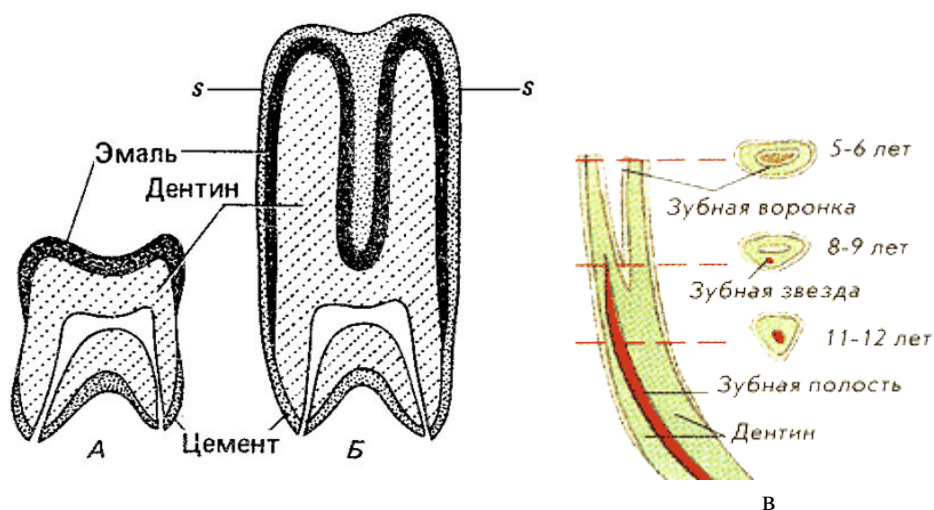 s
s
Эмаль
Дентин
Цемент
А
Б
5-6 лет
Зубная воронка
8-9 лет
Зубная звезда
11-12 лет
Зубная полость
Дентин
В